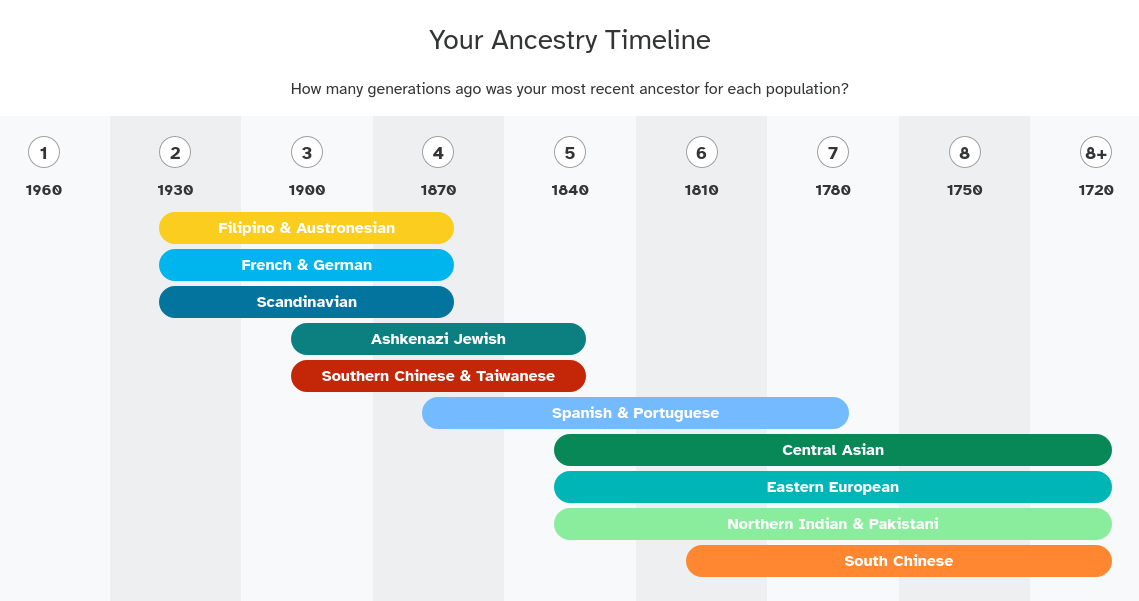 Your Ancestry Timeline
How many generations ago was your most recent ancestor for each population?
1 2 3 4 5 6 7 8 8+
1960 1930 1900 1870 1840 1810 1780 1750 1720
Filipino & Austronesian
French & German
Scandinavian
Ashkenazi Jewish
Southern Chinese & Taiwanese
Spanish & Portuguese
Central Asian
Eastern European
Northern Indian & Pakistani
South Chinese